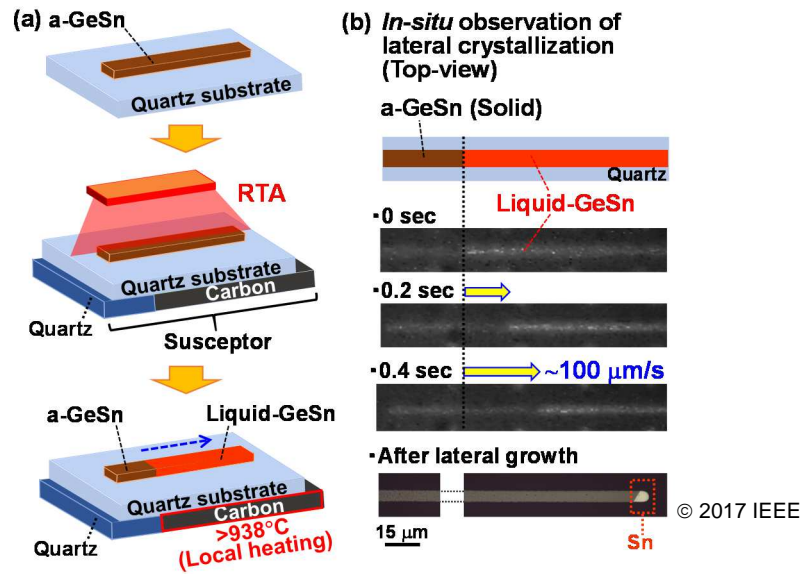 (a)
a-GeSn
Quartz substrate
RTA
Quartz substrate
Carbon
Quartz
Susceptor
a-GeSn
Liquid-GeSn
Quartz substrate
Carbon
Quartz
>938°C
(Local heating)
(b) In-situ observation of
lateral crystallization
(Top-view)
a-GeSn (Solid)
Quartz
Liquid-GeSn
·0 sec
·0.2 sec
·0.4 sec
~100 μm/s
·After lateral growth
15 μm
Sn
© 2017 IEEE